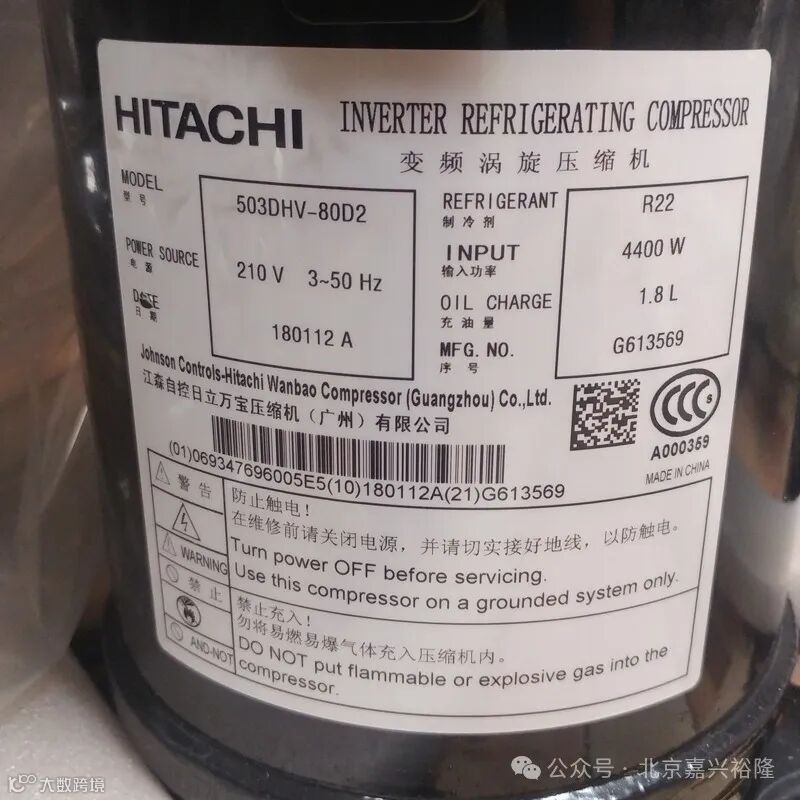 HITACHI INVERTER REFRIGERATING COMPRESSOR
变频涡旋压缩机
MODEL 503DHV-80D2
型号
POWER SOURCE 210 V 3~50 Hz
电源
180112 A
日期
REFRIGERANT R22
制冷剂
INPUT 4400 W
输入功率
OIL CHARGE 1.8 L
充油量
MFG.NO. G613569
序号
Johnson Controls-Hitachi Wanbao Compressor (Guangzhou) Co.,Ltd.
江森自控日立万宝压缩机（广州）有限公司
(01)069347696005E5(10)180112A(21)G613569
CCC S
A000359
MADE IN CHINA
警告
WARNING
防止触电！
在维修前请关闭电源，并请切实接好地线，以防触电。
Turn power OFF before servicing.
Use this compressor on a grounded system only.
禁止
AND-NOT
禁止充入！
勿将易燃易爆气体充入压缩机内。
DO NOT put flammable or explosive gas into the
compressor.
大数跨境
公众号·北京嘉兴裕隆